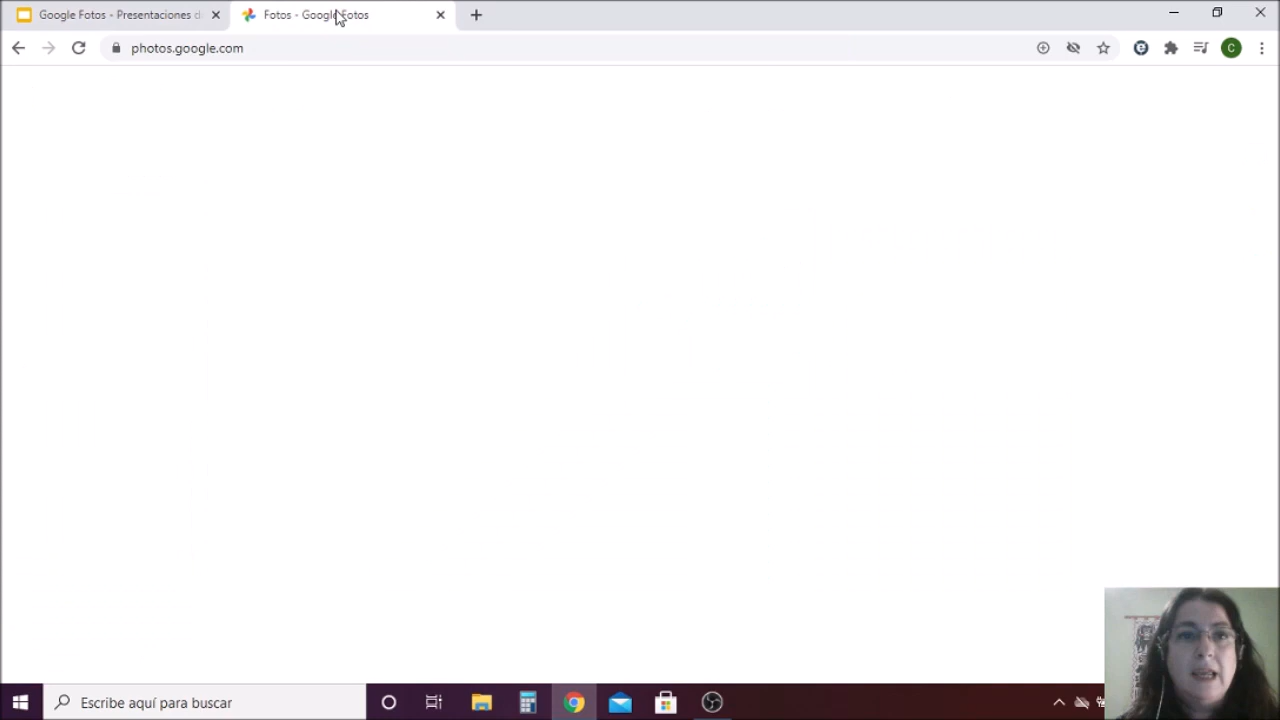 Google Fotos - Presentaciones d
Fotos - Google Fotos
photos.google.com
C
Escribe aquí para buscar